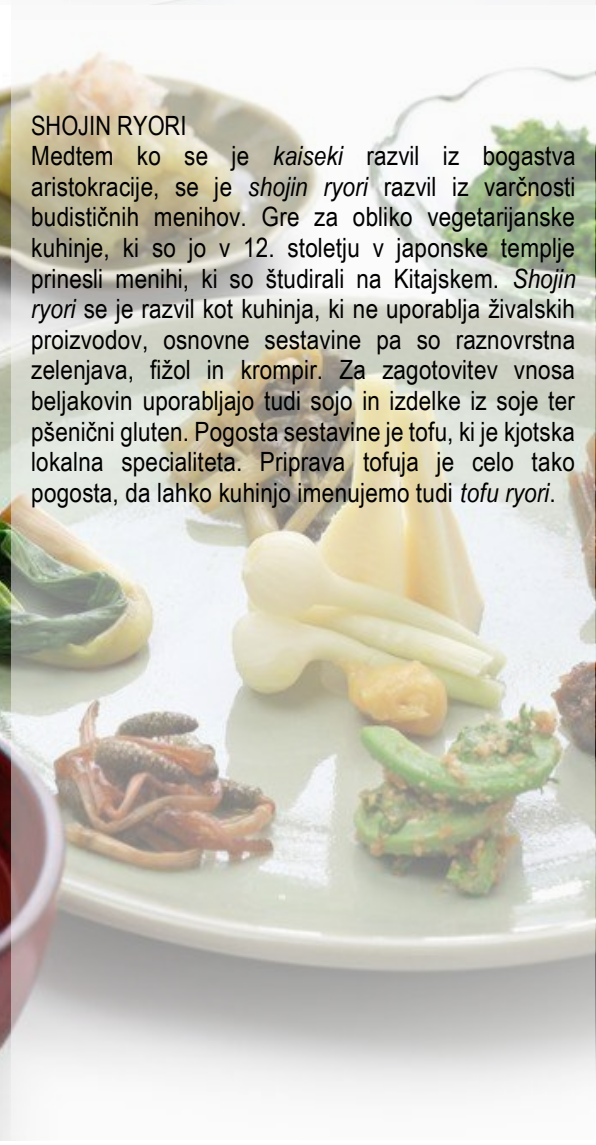 SHOJIN RYORI
Medtem ko se je kaiseki razvil iz bogastva
aristokracije, se je shojin ryori razvil iz varčnosti
budističnih menihov. Gre za obliko vegetarijanske
kuhinje, ki so jo v 12. stoletju v japonske templje
prinesli menihi, ki so študirali na Kitajskem. Shojin
ryori se je razvil kot kuhinja, ki ne uporablja živalskih
proizvodov, osnovne sestavine pa so raznovrstna
zelenjava, fižol in krompir. Za zagotovitev vnosa
beljakovin uporabljajo tudi sojo in izdelke iz soje ter
pšenični gluten. Pogosta sestavine je tofu, ki je kjotska
lokalna specialiteta. Priprava tofuja je celo tako
pogosta, da lahko kuhinjo imenujemo tudi tofu ryori.